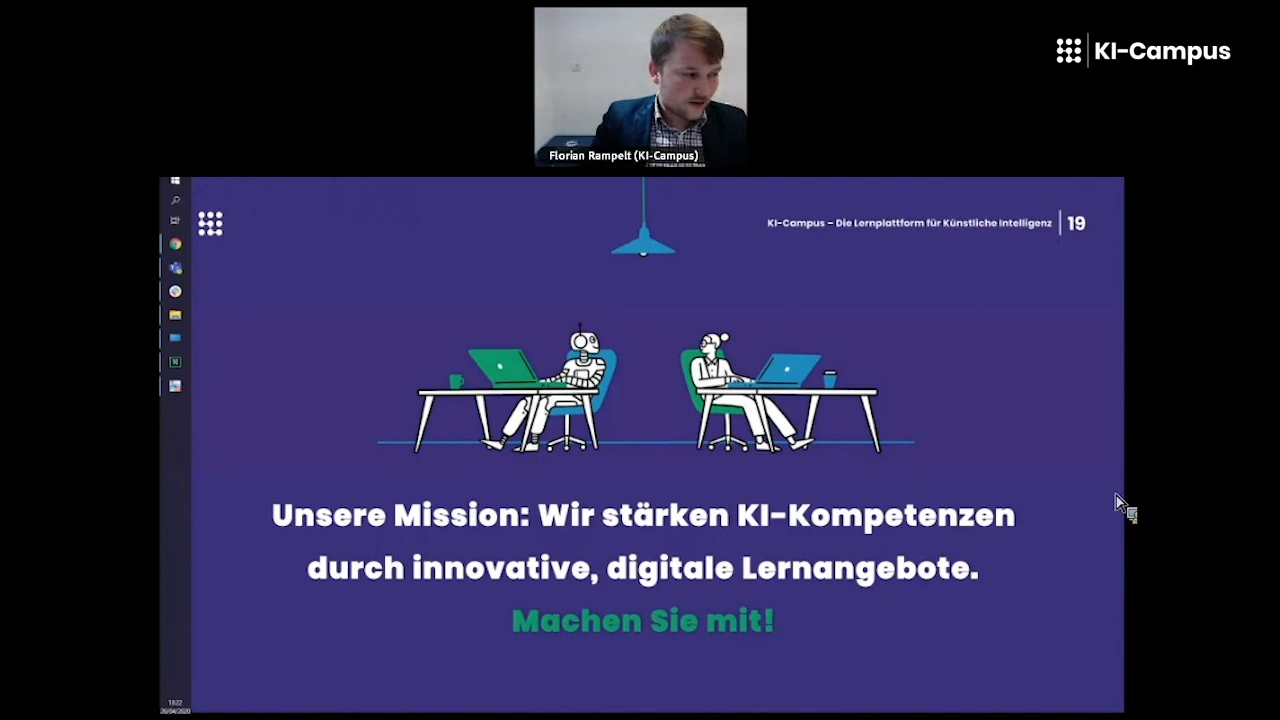 KI-Campus
Florian Rampelt (KI-Campus)
KI-Campus – Die Lernplattform für Künstliche Intelligenz
19
Unsere Mission: Wir stärken KI-Kompetenzen
durch innovative, digitale Lernangebote.
Machen Sie mit!